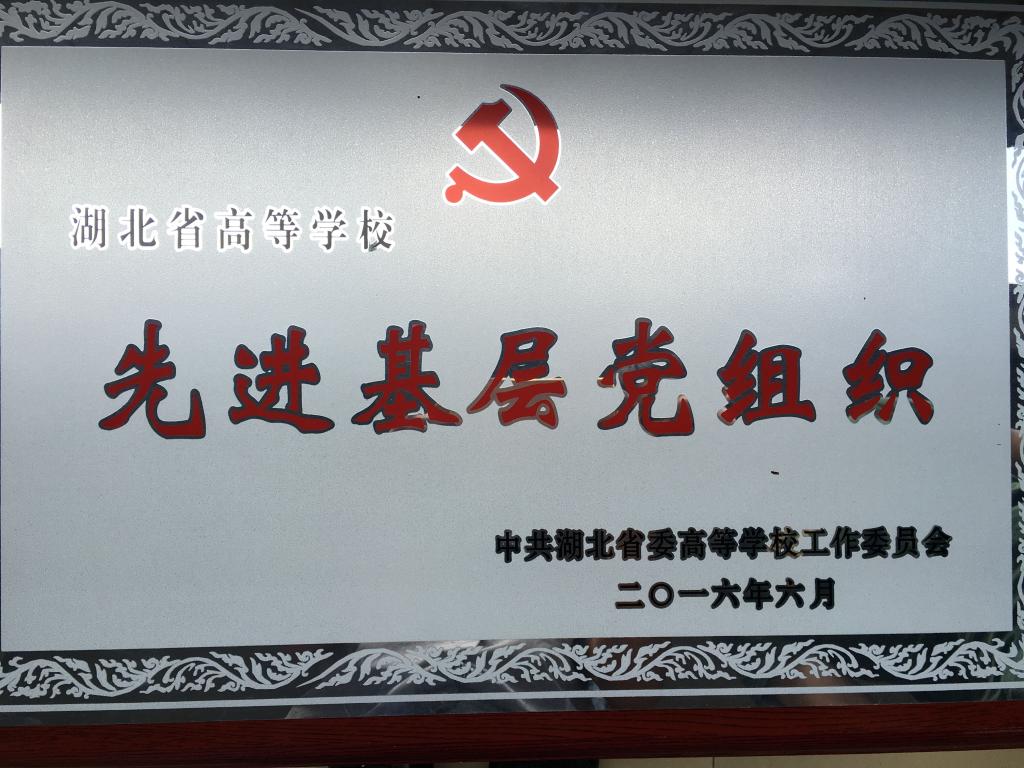 湖北省高等学校
先进基层党组织
中共湖北省委高等学校工作委员会
二〇一六年六月